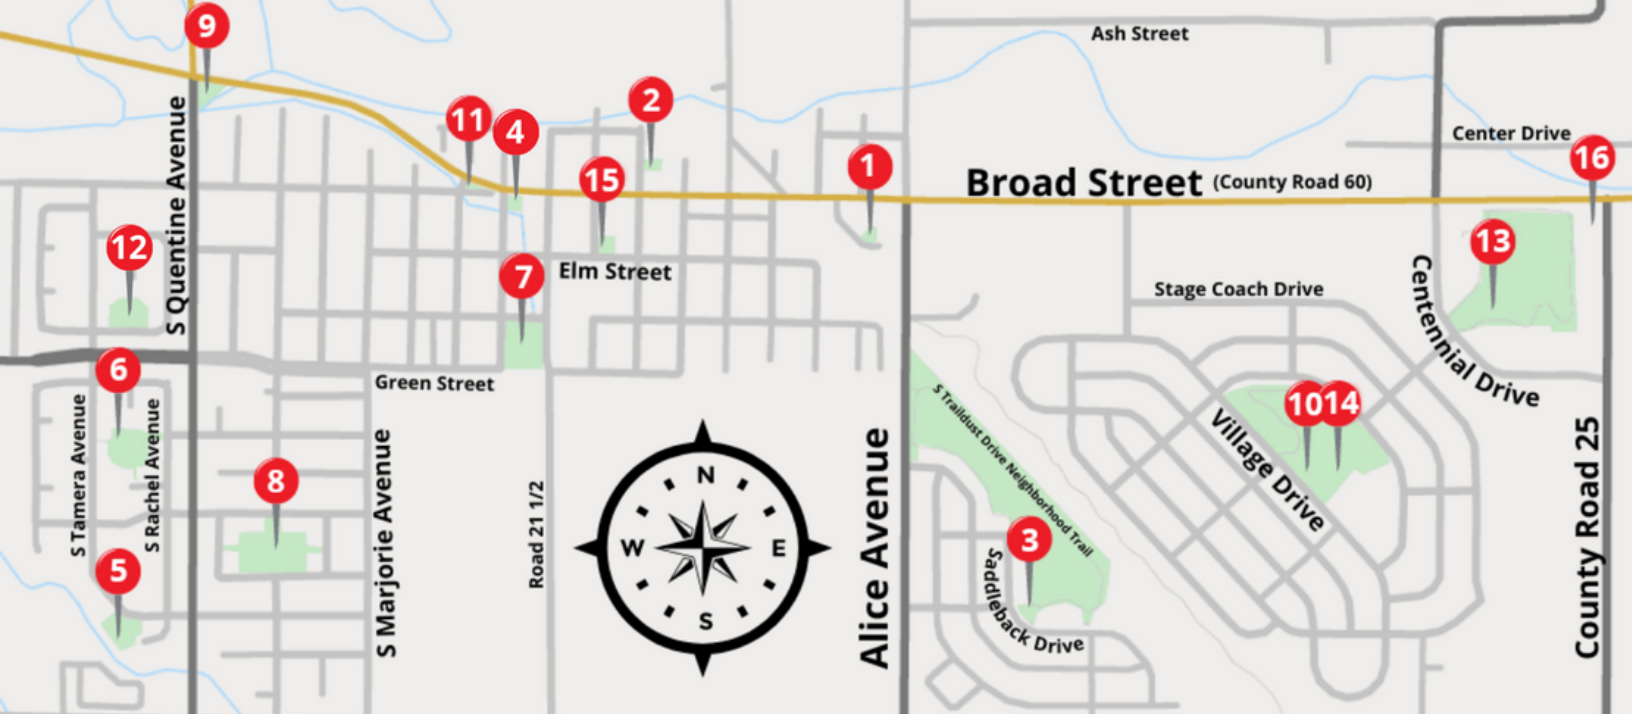 9
Ash Street
2
11
4
Center Drive
16
1
15
Broad Street (County Road 60)
S Quentine Avenue
12
13
7
Elm Street
Stage Coach Drive
Centennial Drive
6
Green Street
10
14
S Tamera Avenue
S Rachel Avenue
S Traildust Drive Neighborhood Trail
Village Drive
8
S Marjorie Avenue
Road 21 1/2
N
W
E
S
Alice Avenue
County Road 25
3
5
Saddleback Drive